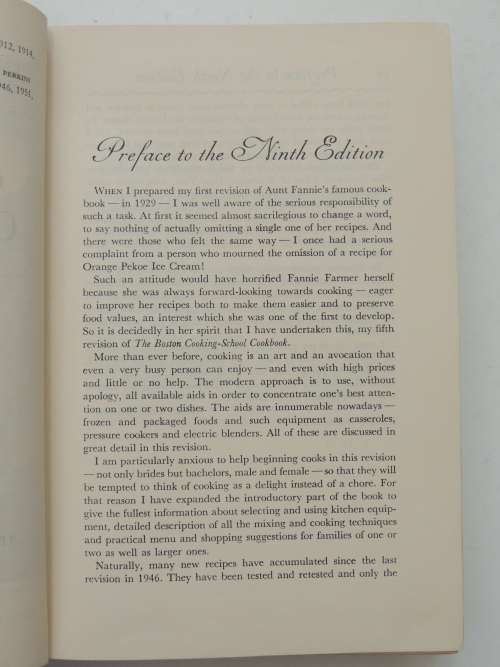 912, 1914,
PERKINS
946, 1951,
Preface to the Ninth Edition
WHEN I prepared my first revision of Aunt Fannie's famous cook-
book — in 1929 — I was well aware of the serious responsibility of
such a task. At first it seemed almost sacrilegious to change a word,
to say nothing of actually omitting a single one of her recipes. And
there were those who felt the same way — I once had a serious
complaint from a person who mourned the omission of a recipe for
Orange Pekoe Ice Cream!
Such an attitude would have horrified Fannie Farmer herself
because she was always forward-looking towards cooking — eager
to improve her recipes both to make them easier and to preserve
food values, an interest which she was one of the first to develop.
So it is decidedly in her spirit that I have undertaken this, my fifth
revision of The Boston Cooking-School Cookbook.
More than ever before, cooking is an art and an avocation that
even a very busy person can enjoy — and even with high prices
and little or no help. The modern approach is to use, without
apology, all available aids in order to concentrate one's best atten-
tion on one or two dishes. The aids are innumerable nowadays —
frozen and packaged foods and such equipment as casseroles,
pressure cookers and electric blenders. All of these are discussed in
great detail in this revision.
I am particularly anxious to help beginning cooks in this revision
— not only brides but bachelors, male and female — so that they will
be tempted to think of cooking as a delight instead of a chore. For
that reason I have expanded the introductory part of the book to
give the fullest information about selecting and using kitchen equip-
ment, detailed description of all the mixing and cooking techniques
and practical menu and shopping suggestions for families of one or
two as well as larger ones.
Naturally, many new recipes have accumulated since the last
revision in 1946. They have been tested and retested and only the